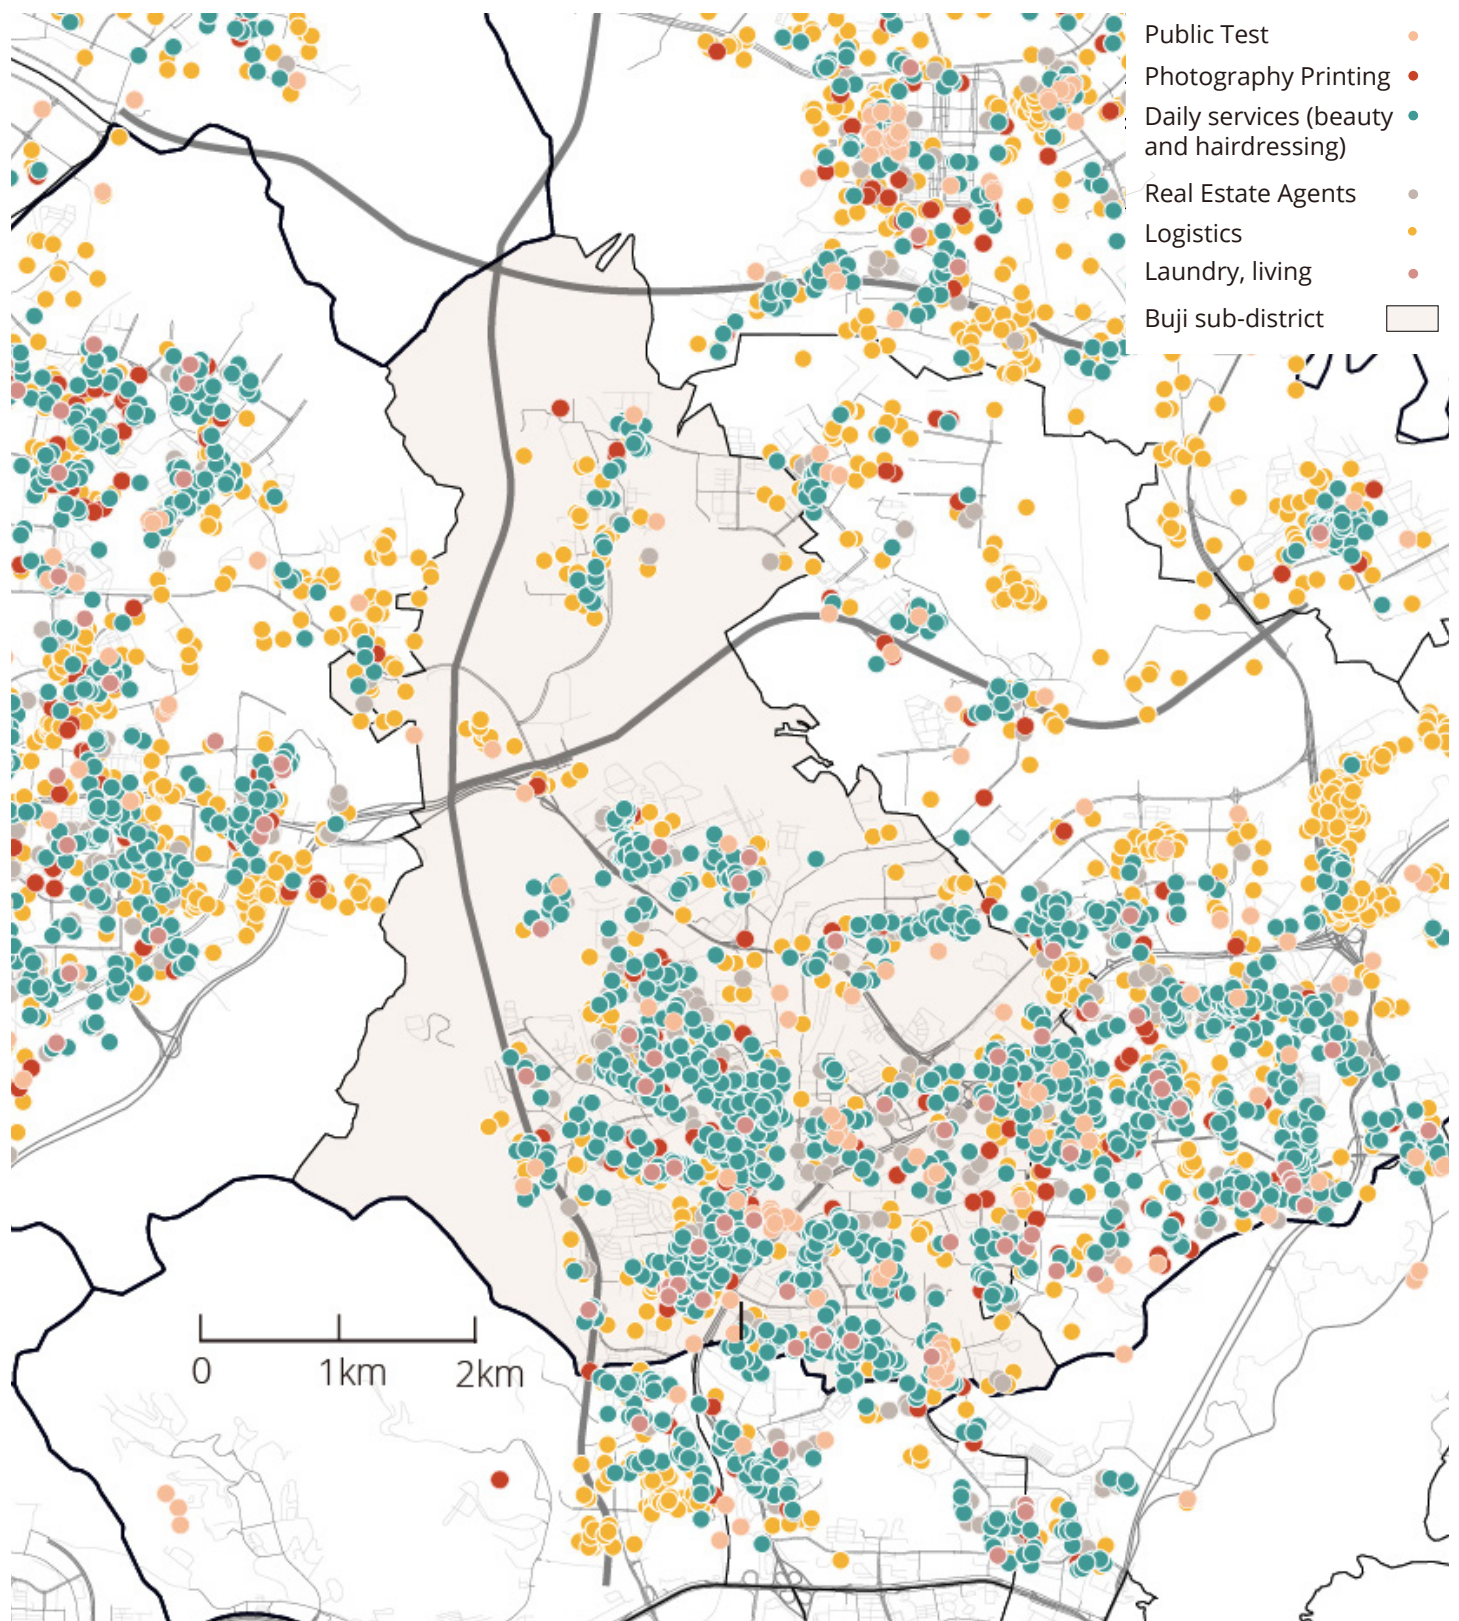 Public Test
Photography Printing
Daily services (beauty
and hairdressing)
Real Estate Agents
Logistics
Laundry, living
Buji sub-district
0 1km 2km